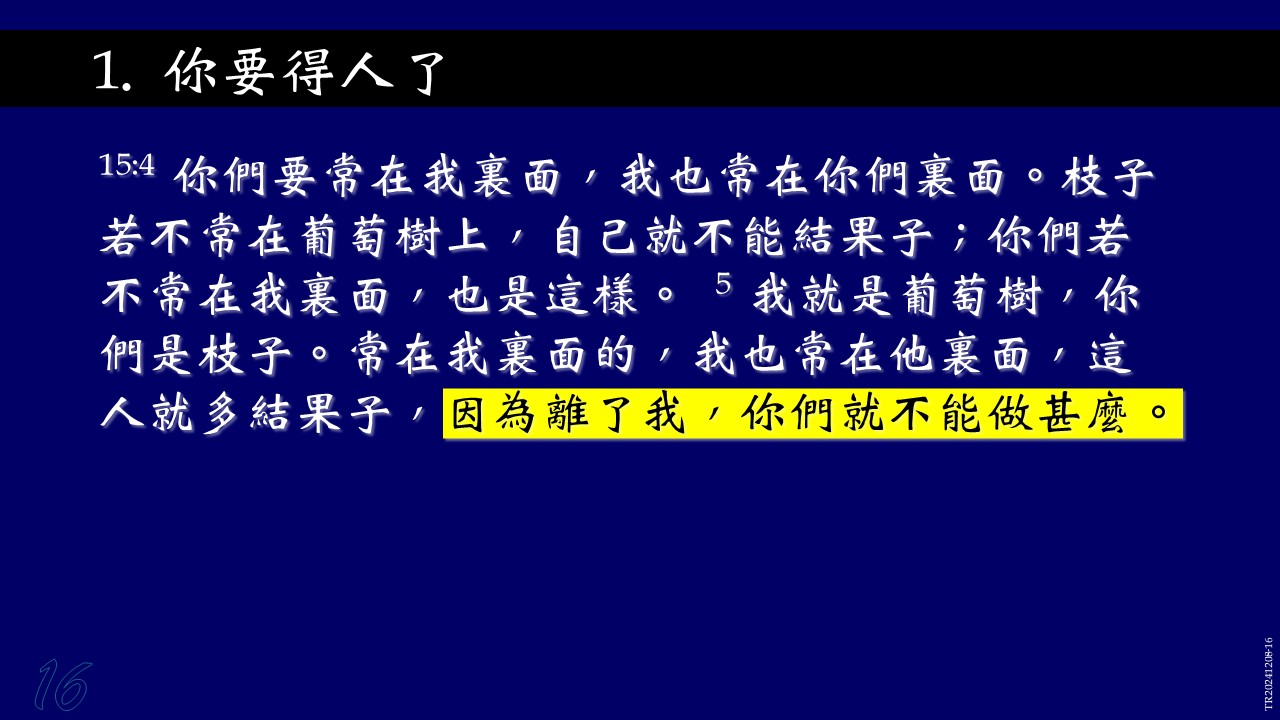 1. 你要得人了
15:4 你們要常在我裏面，我也常在你們裏面。枝子
若不常在葡萄樹上，自己就不能結果子；你們若
不常在我裏面，也是這樣。 5 我就是葡萄樹，你
們是枝子。常在我裏面的，我也常在他裏面，這
人就多結果子，因為離了我，你們就不能做甚麼。
16
TR20241208-16